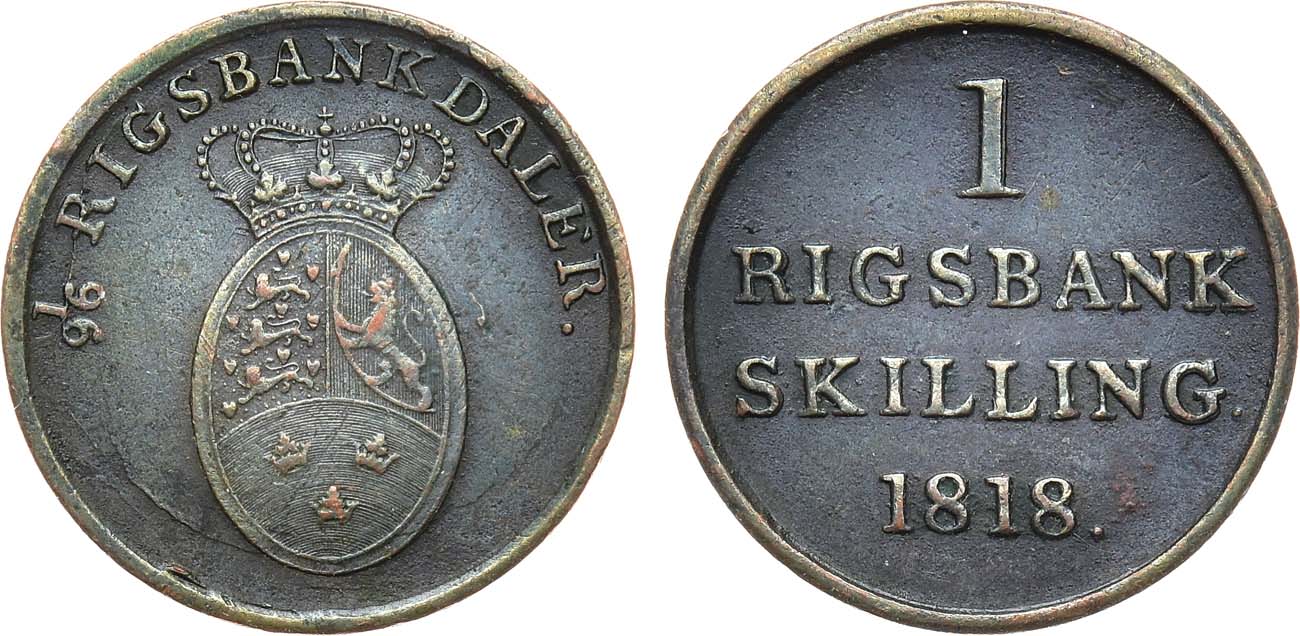 1/96 RIGSBANKDALER.
1
RIGSBANK
SKILLING.
1818.